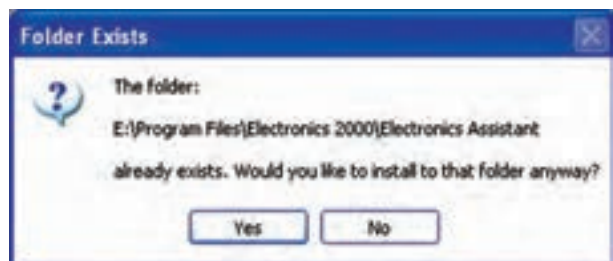 Folder Exists
The folder:
E:\Program Files\Electronics 2000\Electronics Assistant
already exists. Would you like to install to that folder anyway?
Yes
No